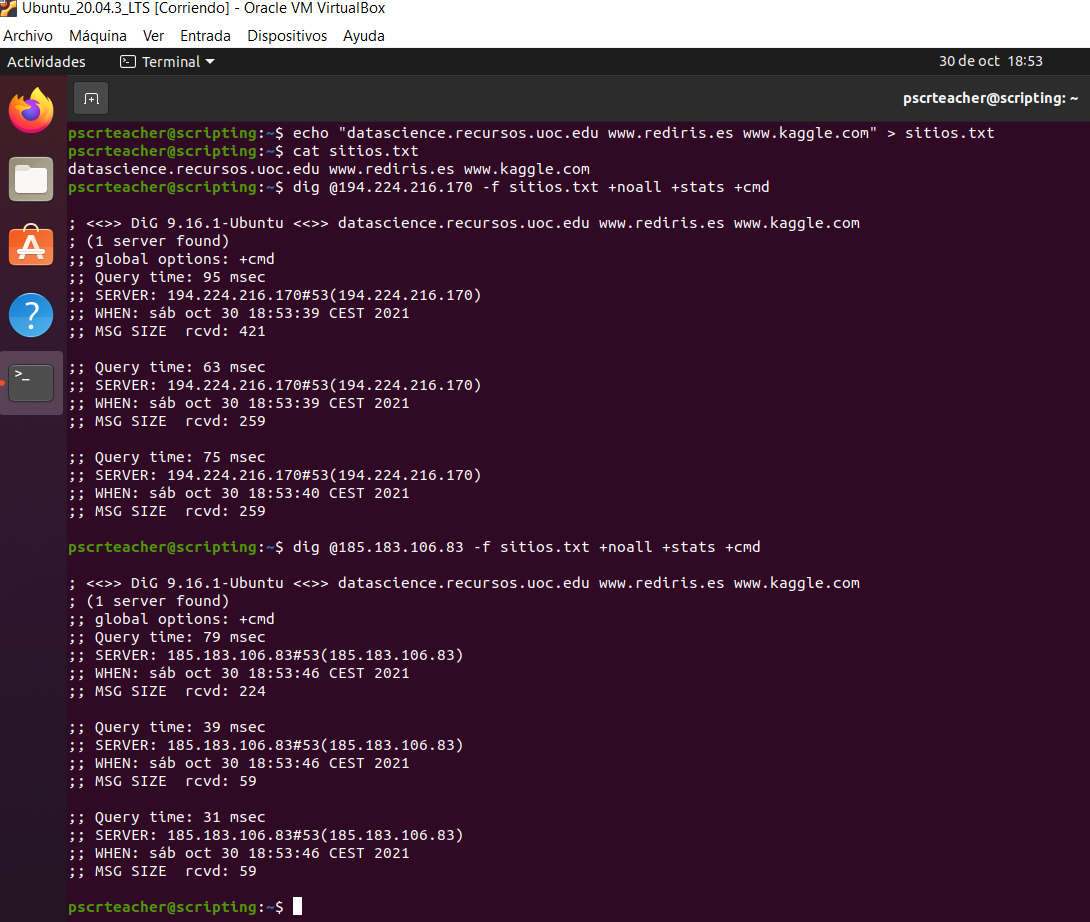 Ubuntu_20.04.3_LTS [Corriendo] - Oracle VM VirtualBox
Archivo Máquina Ver Entrada Dispositivos Ayuda
Actividades Terminal 30 de oct 18:53
pscrteacher@scripting: ~
pscrteacher@scripting:~$ echo "datascience.recursos.uoc.edu www.rediris.es www.kaggle.com" > sitios.txt
pscrteacher@scripting:~$ cat sitios.txt
datascience.recursos.uoc.edu www.rediris.es www.kaggle.com
pscrteacher@scripting:~$ dig @194.224.216.170 -f sitios.txt +noall +stats +cmd

; <<>> DiG 9.16.1-Ubuntu <<>> datascience.recursos.uoc.edu www.rediris.es www.kaggle.com
; (1 server found)
;; global options: +cmd
;; Query time: 95 msec
;; SERVER: 194.224.216.170#53(194.224.216.170)
;; WHEN: sáb oct 30 18:53:39 CEST 2021
;; MSG SIZE  rcvd: 421

;; Query time: 63 msec
;; SERVER: 194.224.216.170#53(194.224.216.170)
;; WHEN: sáb oct 30 18:53:39 CEST 2021
;; MSG SIZE  rcvd: 259

;; Query time: 75 msec
;; SERVER: 194.224.216.170#53(194.224.216.170)
;; WHEN: sáb oct 30 18:53:40 CEST 2021
;; MSG SIZE  rcvd: 259

pscrteacher@scripting:~$ dig @185.183.106.83 -f sitios.txt +noall +stats +cmd

; <<>> DiG 9.16.1-Ubuntu <<>> datascience.recursos.uoc.edu www.rediris.es www.kaggle.com
; (1 server found)
;; global options: +cmd
;; Query time: 79 msec
;; SERVER: 185.183.106.83#53(185.183.106.83)
;; WHEN: sáb oct 30 18:53:46 CEST 2021
;; MSG SIZE  rcvd: 224

;; Query time: 39 msec
;; SERVER: 185.183.106.83#53(185.183.106.83)
;; WHEN: sáb oct 30 18:53:46 CEST 2021
;; MSG SIZE  rcvd: 59

;; Query time: 31 msec
;; SERVER: 185.183.106.83#53(185.183.106.83)
;; WHEN: sáb oct 30 18:53:46 CEST 2021
;; MSG SIZE  rcvd: 59

pscrteacher@scripting:~$